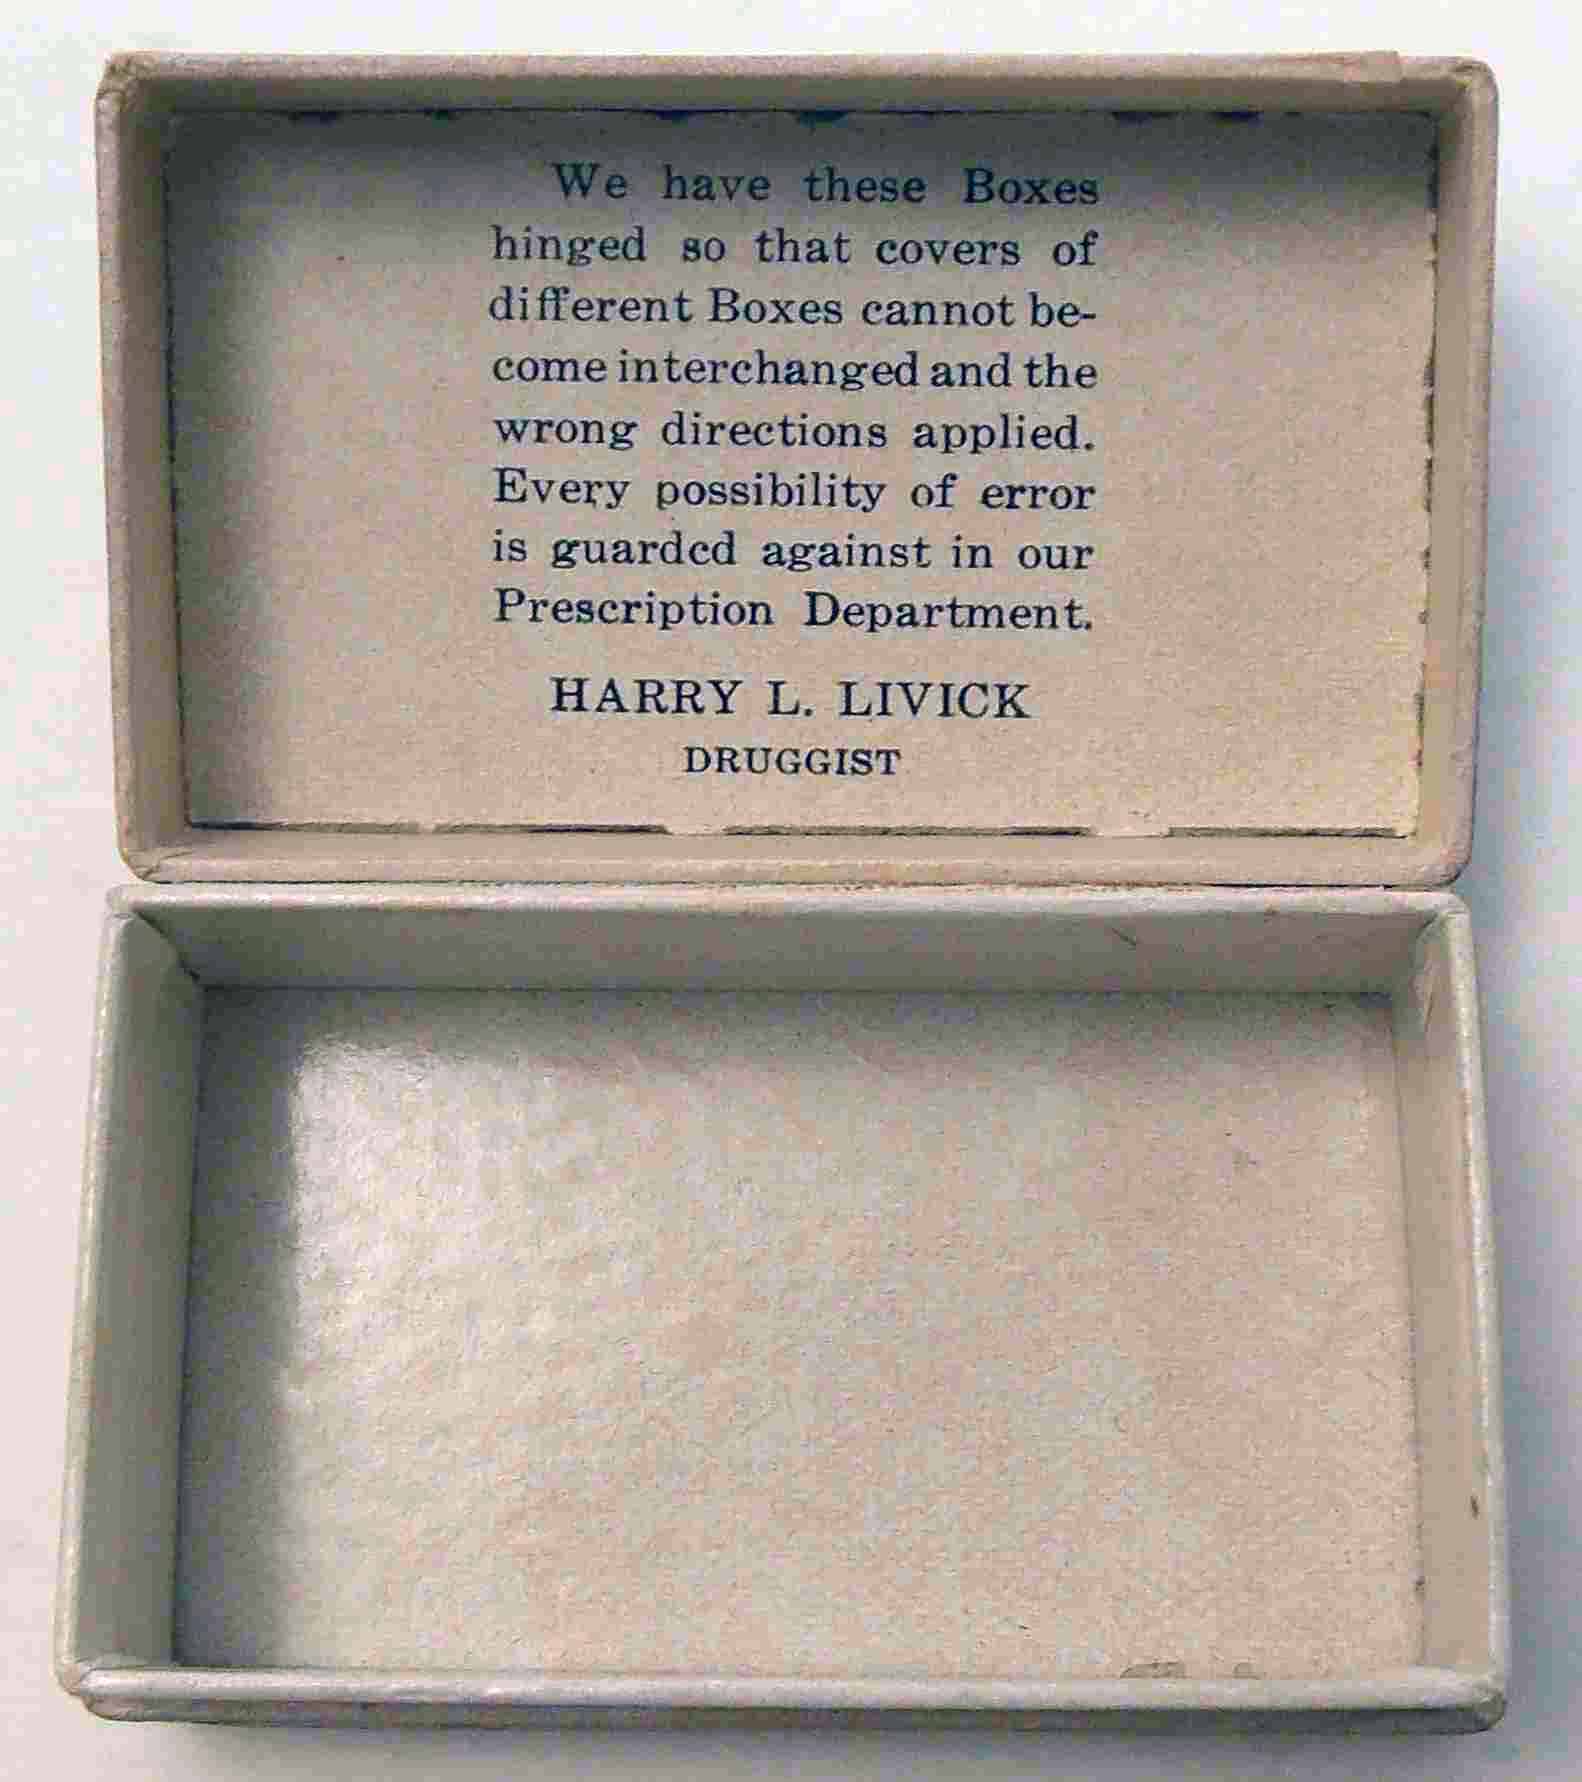 We have these Boxes
hinged so that covers of
different Boxes cannot be-
come interchanged and the
wrong directions applied.
Every possibility of error
is guarded against in our
Prescription Department.
HARRY L. LIVICK
DRUGGIST